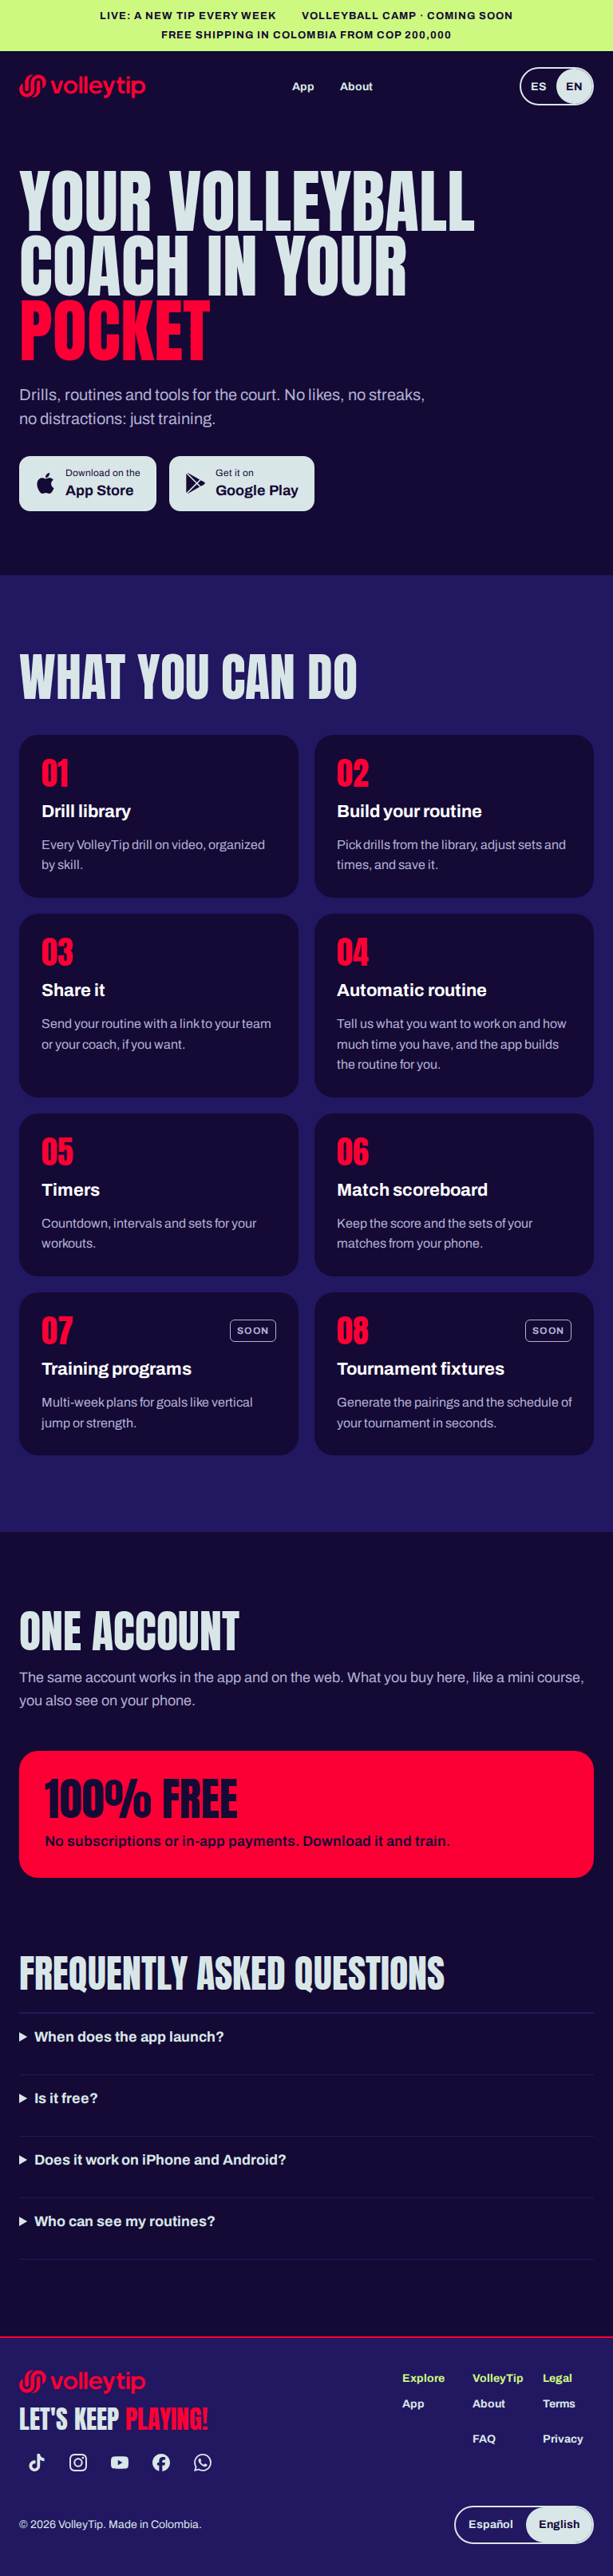 LIVE: A NEW TIP EVERY WEEK VOLLEYBALL CAMP · COMING SOON
FREE SHIPPING IN COLOMBIA FROM COP 200,000
volleytip
App About
ES EN
YOUR VOLLEYBALL
COACH IN YOUR
POCKET
Drills, routines and tools for the court. No likes, no streaks,
no distractions: just training.
Download on the
App Store
Get it on
Google Play
WHAT YOU CAN DO
01
Drill library
Every VolleyTip drill on video, organized
by skill.
02
Build your routine
Pick drills from the library, adjust sets and
times, and save it.
03
Share it
Send your routine with a link to your team
or your coach, if you want.
04
Automatic routine
Tell us what you want to work on and how
much time you have, and the app builds
the routine for you.
05
Timers
Countdown, intervals and sets for your
workouts.
06
Match scoreboard
Keep the score and the sets of your
matches from your phone.
07 SOON
Training programs
Multi-week plans for goals like vertical
jump or strength.
08 SOON
Tournament fixtures
Generate the pairings and the schedule of
your tournament in seconds.
ONE ACCOUNT
The same account works in the app and on the web. What you buy here, like a mini course,
you also see on your phone.
100% FREE
No subscriptions or in-app payments. Download it and train.
FREQUENTLY ASKED QUESTIONS
When does the app launch?
Is it free?
Does it work on iPhone and Android?
Who can see my routines?
volleytip
LET'S KEEP PLAYING!
Explore
App
VolleyTip
About
FAQ
Legal
Terms
Privacy
© 2026 VolleyTip. Made in Colombia.
Español English